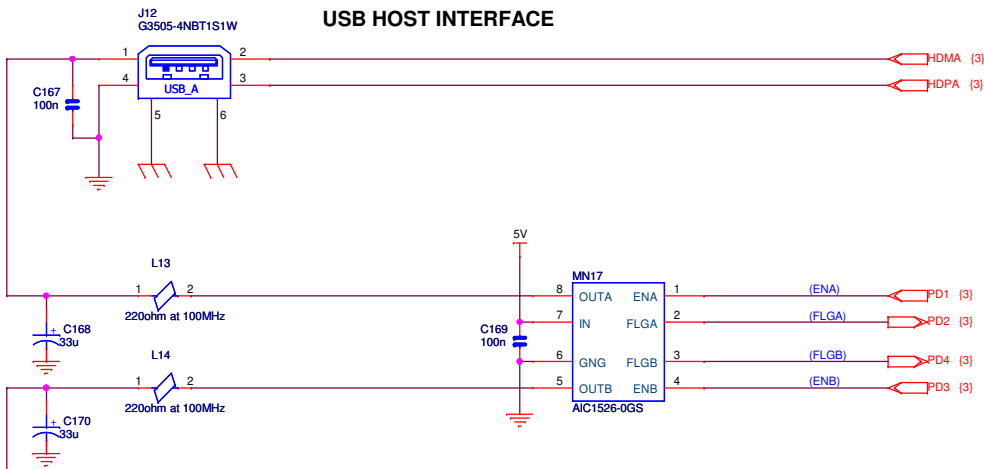 USB HOST INTERFACE
J12
G3505-4NBT1S1W
1
2
HDMA {3}
4
3
HDPA {3}
C167
100n
USB_A
5
6
5V
L13
MN17
1
2
8
OUTA
ENA
1
(ENA)
PD1 {3}
220ohm at 100MHz
7
IN
FLGA
2
(FLGA)
PD2 {3}
C168
33u
C169
100n
6
GNG
FLGB
3
(FLGB)
PD4 {3}
L14
1
2
5
OUTB
ENB
4
(ENB)
PD3 {3}
220ohm at 100MHz
AIC1526-0GS
C170
33u